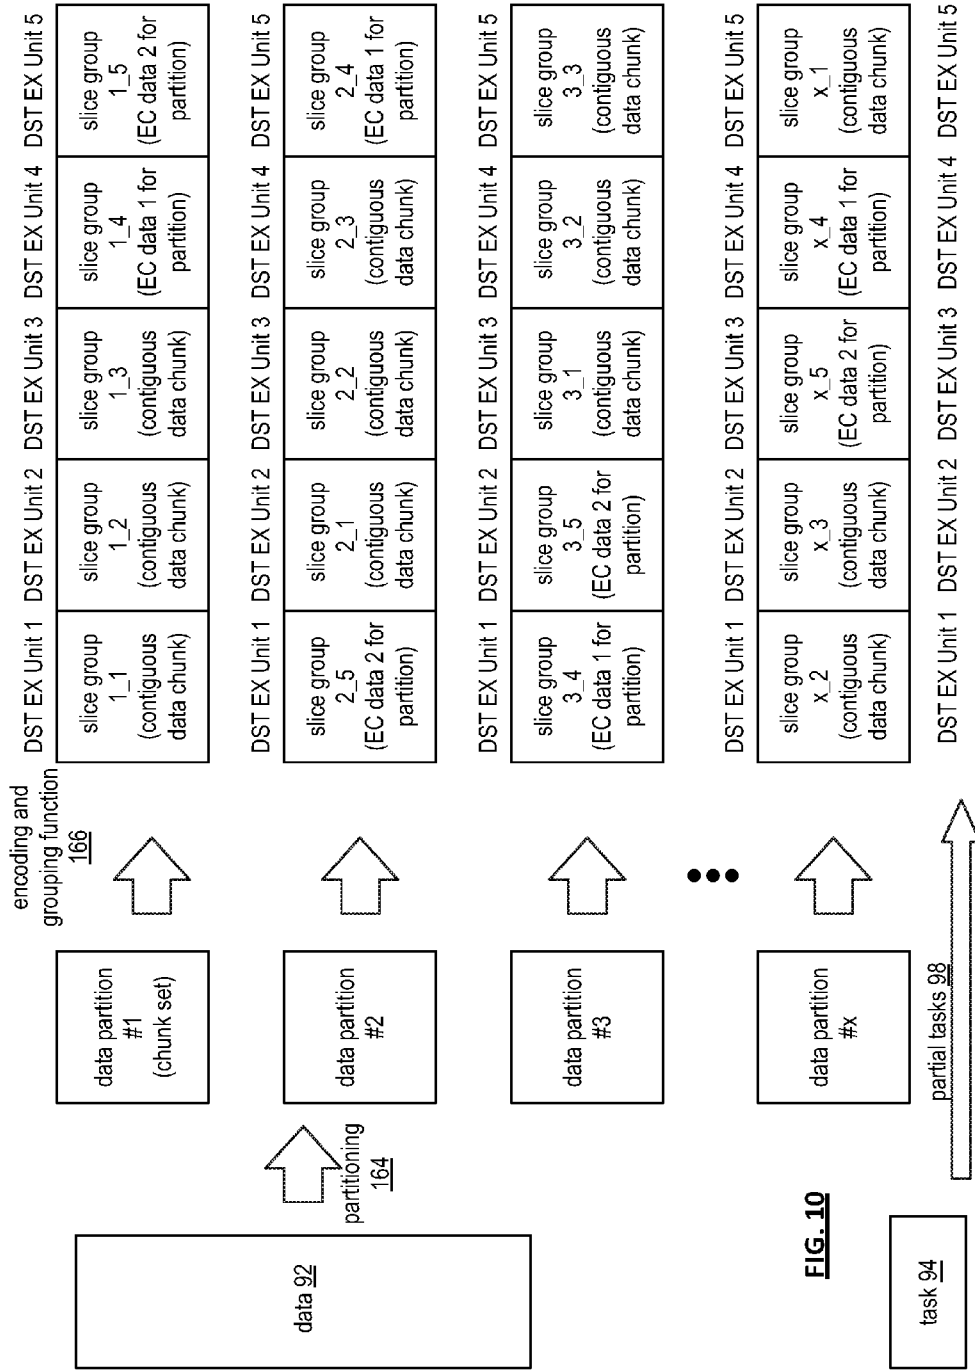 data 92
partitioning
164
data partition
#1
(chunk set)
data partition
#2
data partition
#3
data partition
#x
encoding and
grouping function
166
DST EX Unit 1
DST EX Unit 2
DST EX Unit 3
DST EX Unit 4
DST EX Unit 5
slice group
1_1
(contiguous
data chunk)
slice group
1_2
(contiguous
data chunk)
slice group
1_3
(contiguous
data chunk)
slice group
1_4
(EC data 1 for
partition)
slice group
1_5
(EC data 2 for
partition)
DST EX Unit 1
DST EX Unit 2
DST EX Unit 3
DST EX Unit 4
DST EX Unit 5
slice group
2_5
(EC data 2 for
partition)
slice group
2_1
(contiguous
data chunk)
slice group
2_2
(contiguous
data chunk)
slice group
2_3
(contiguous
data chunk)
slice group
2_4
(EC data 1 for
partition)
DST EX Unit 1
DST EX Unit 2
DST EX Unit 3
DST EX Unit 4
DST EX Unit 5
slice group
3_4
(EC data 1 for
partition)
slice group
3_5
(EC data 2 for
partition)
slice group
3_1
(contiguous
data chunk)
slice group
3_2
(contiguous
data chunk)
slice group
3_3
(contiguous
data chunk)
DST EX Unit 1
DST EX Unit 2
DST EX Unit 3
DST EX Unit 4
DST EX Unit 5
slice group
x_2
(contiguous
data chunk)
slice group
x_3
(contiguous
data chunk)
slice group
x_5
(EC data 2 for
partition)
slice group
x_4
(EC data 1 for
partition)
slice group
x_1
(contiguous
data chunk)
FIG. 10
task 94
partial tasks 98
DST EX Unit 1
DST EX Unit 2
DST EX Unit 3
DST EX Unit 4
DST EX Unit 5